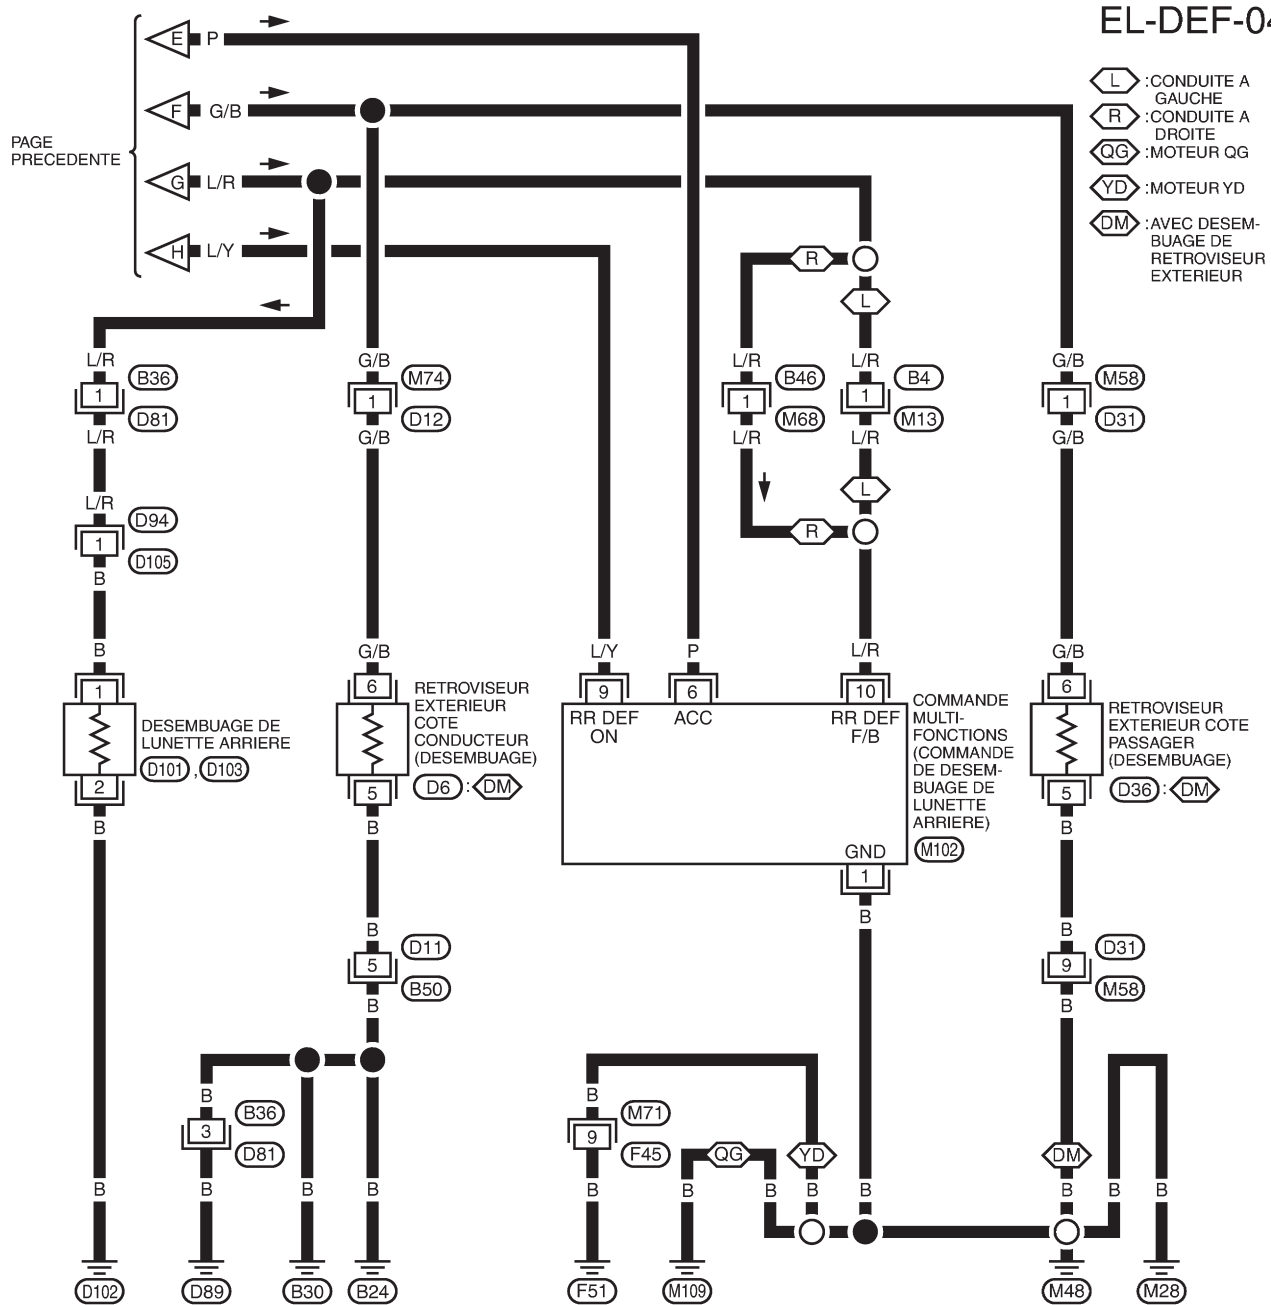 EL-DEF-04
E P
F G/B
G L/R
H L/Y
PAGE
PRECEDENTE
L :CONDUITE A
GAUCHE
R :CONDUITE A
DROITE
QG :MOTEUR QG
YD :MOTEUR YD
DM :AVEC DESEM-
BUAGE DE
RETROVISEUR
EXTERIEUR
R
L
L/R G/B L/R L/R G/B
1 B36 1 M74 1 B46 1 B4 1 M58
D81 D12 M68 M13 D31
L/R G/B L/R L/R G/B
L/R
L
1 D94
D105
R
B
B G/B L/Y P L/R G/B
1 6 9 6 10 6
RR DEF
ON
ACC
RR DEF
F/B
DESEMBUAGE DE
LUNETTE ARRIERE
D101 , D103
2
B
RETROVISEUR
EXTERIEUR
COTE
CONDUCTEUR
(DESEMBUAGE)
D6 : DM
5
B
COMMANDE
MULTI-
FONCTIONS
(COMMANDE
DE DESEM-
BUAGE DE
LUNETTE
ARRIERE)
M102
GND
1
B
RETROVISEUR
EXTERIEUR COTE
PASSAGER
(DESEMBUAGE)
D36 : DM
5
B
B B
5 D11 9 D31
B50 M58
B B
B B
3 B36 9 M71
D81 F45
QG YD DM
B B B B B B B B B B B B
D102 D89 B30 B24 F51 M109 M48 M28